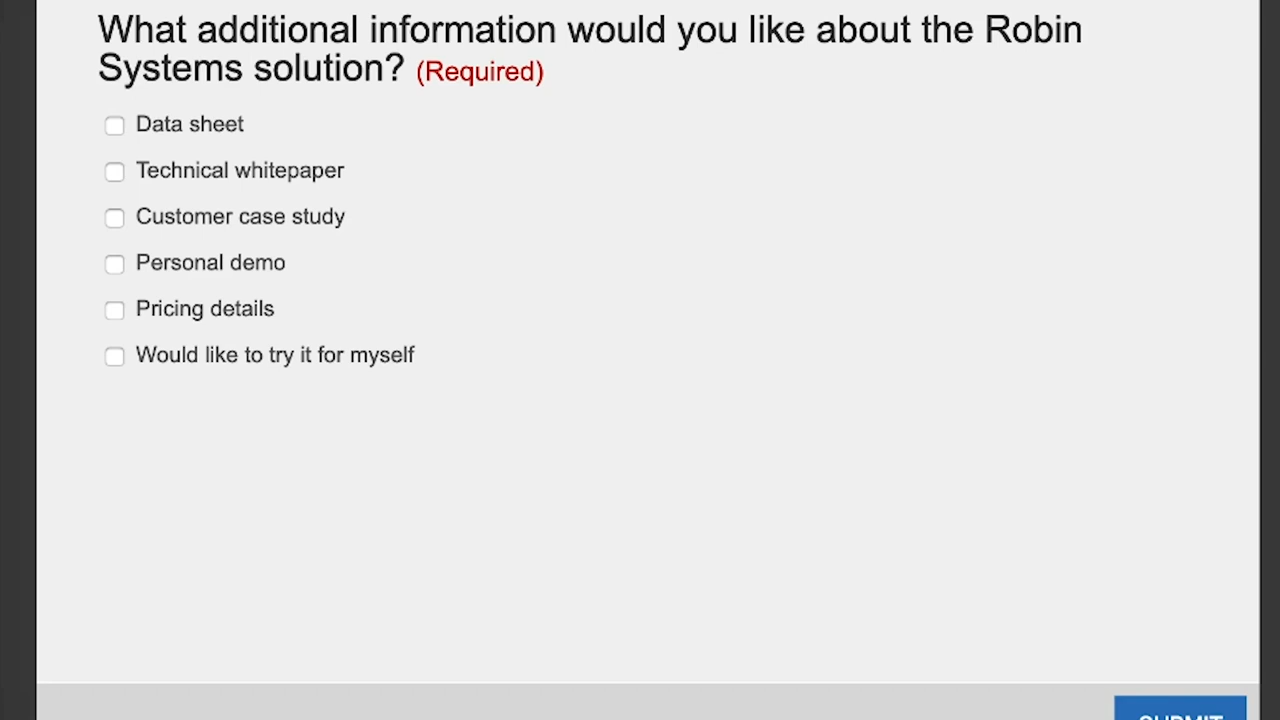 What additional information would you like about the Robin
Systems solution? (Required)
Data sheet
Technical whitepaper
Customer case study
Personal demo
Pricing details
Would like to try it for myself
SUBMIT